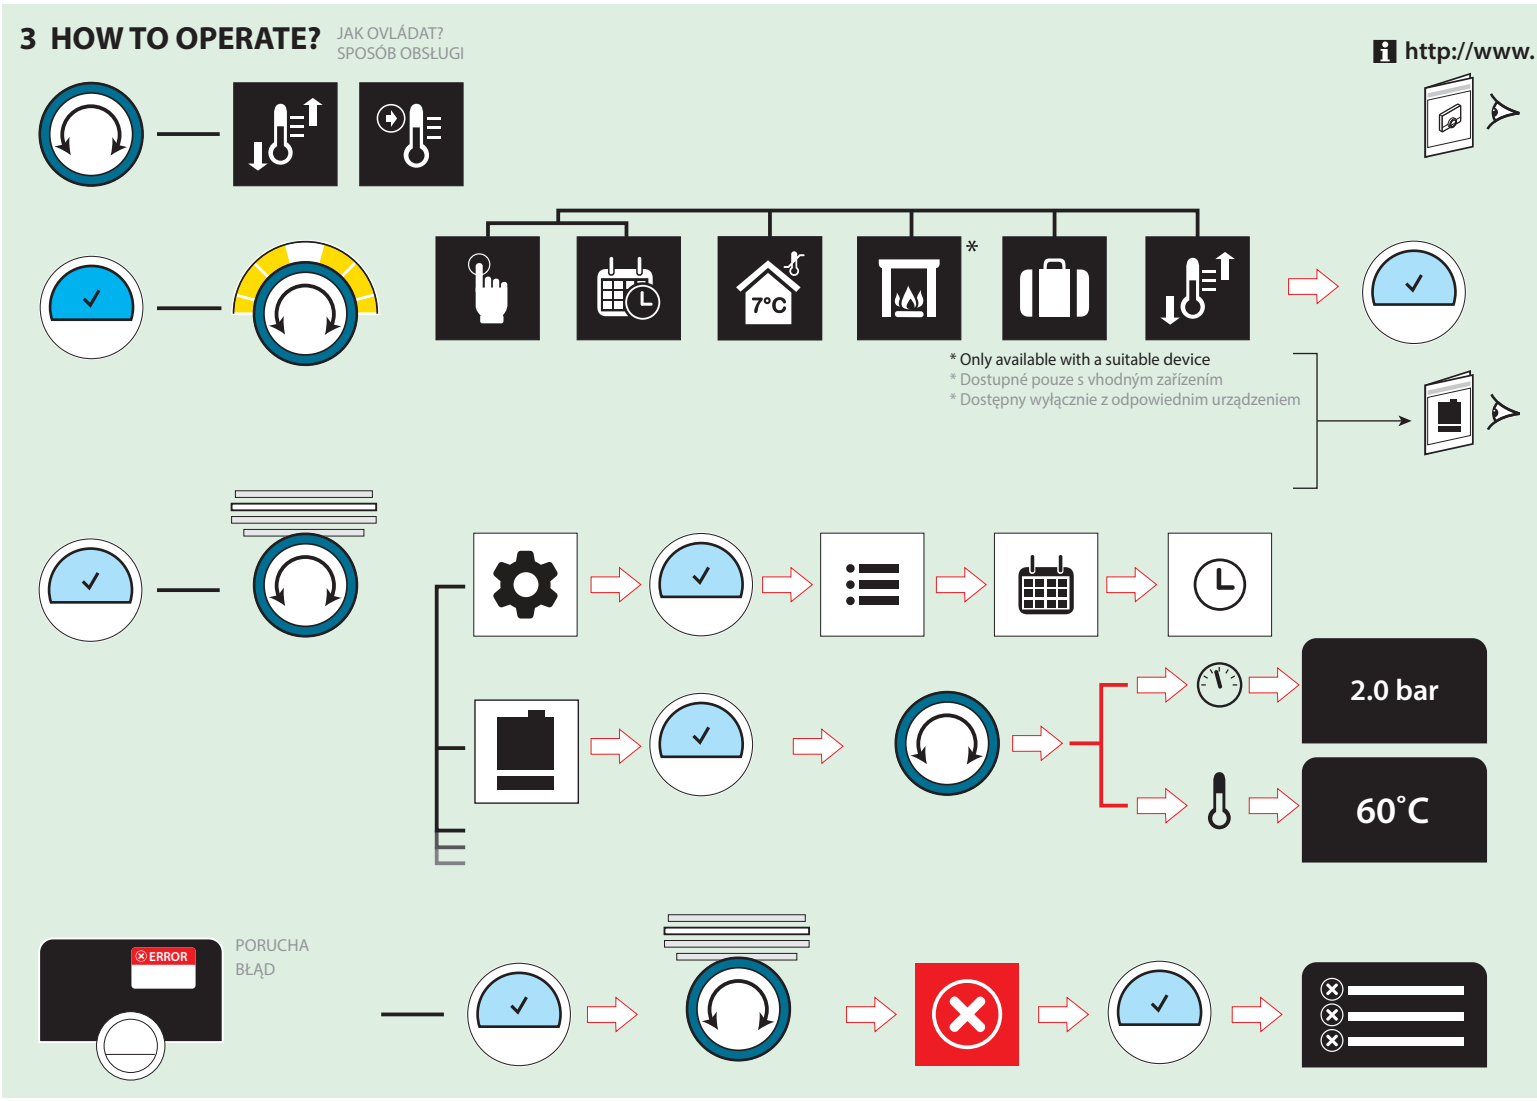 3 HOW TO OPERATE?
JAK OVLÁDAT?
SPOSÓB OBSŁUGI
http://www.
7°C
*
* Only available with a suitable device
* Dostupné pouze s vhodným zařízením
* Dostępny wyłącznie z odpowiednim urządzeniem
2.0 bar
60°C
ERROR
PORUCHA
BŁĄD